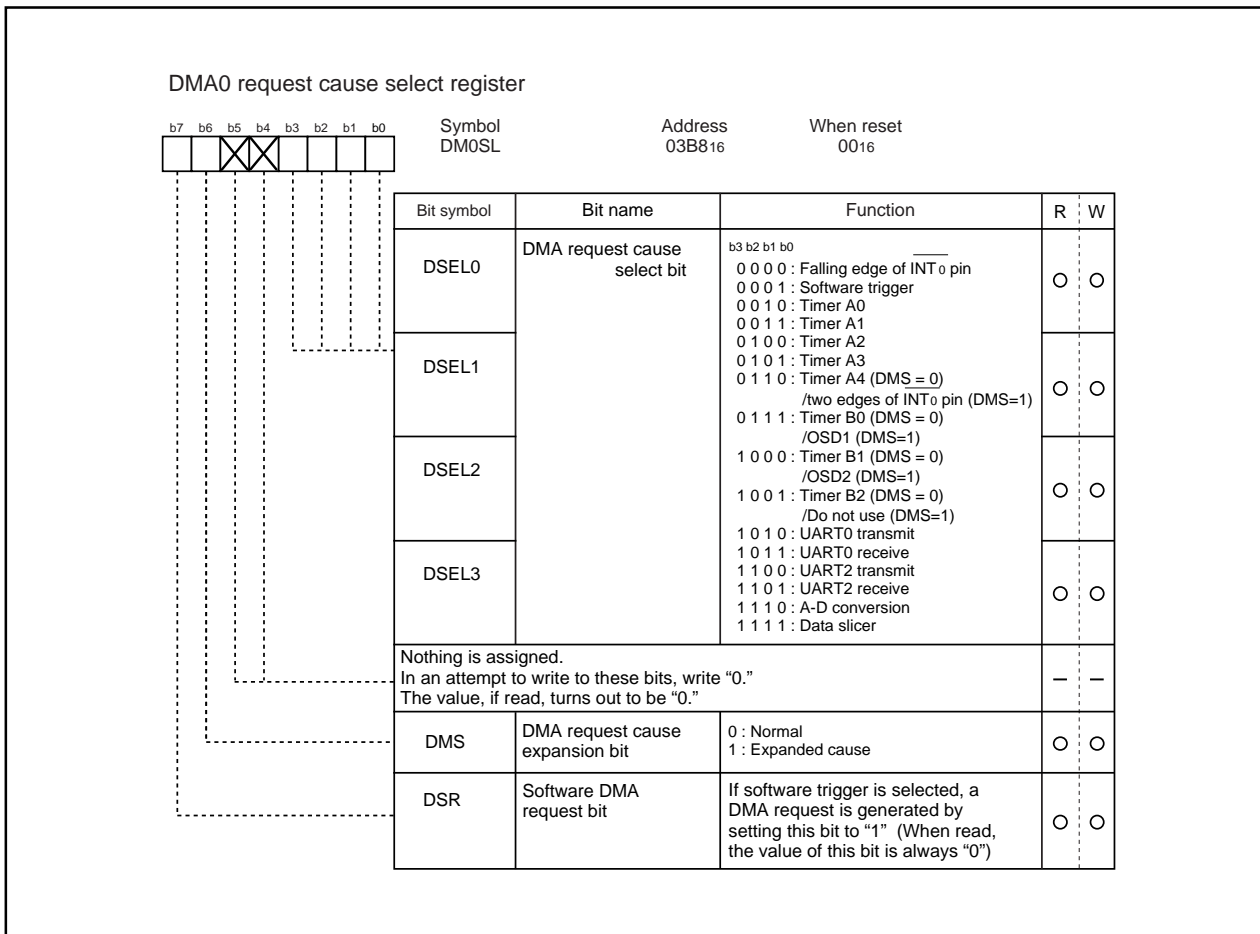 DMA0 request cause select register
b7 b6 b5 b4 b3 b2 b1 b0
Symbol Address When reset
DM0SL 03B816 0016
Bit symbol Bit name Function R W
DSEL0
DSEL1
DSEL2
DSEL3
DMA request cause
select bit
b3 b2 b1 b0
0 0 0 0 : Falling edge of INT0 pin
0 0 0 1 : Software trigger
0 0 1 0 : Timer A0
0 0 1 1 : Timer A1
0 1 0 0 : Timer A2
0 1 0 1 : Timer A3
0 1 1 0 : Timer A4 (DMS = 0)
/two edges of INT0 pin (DMS=1)
0 1 1 1 : Timer B0 (DMS = 0)
/OSD1 (DMS=1)
1 0 0 0 : Timer B1 (DMS = 0)
/OSD2 (DMS=1)
1 0 0 1 : Timer B2 (DMS = 0)
/Do not use (DMS=1)
1 0 1 0 : UART0 transmit
1 0 1 1 : UART0 receive
1 1 0 0 : UART2 transmit
1 1 0 1 : UART2 receive
1 1 1 0 : A-D conversion
1 1 1 1 : Data slicer
Nothing is assigned.
In an attempt to write to these bits, write “0.”
The value, if read, turns out to be “0.”
– –
DMS
DMA request cause
expansion bit
0 : Normal
1 : Expanded cause
DSR
Software DMA
request bit
If software trigger is selected, a
DMA request is generated by
setting this bit to “1” (When read,
the value of this bit is always “0”)